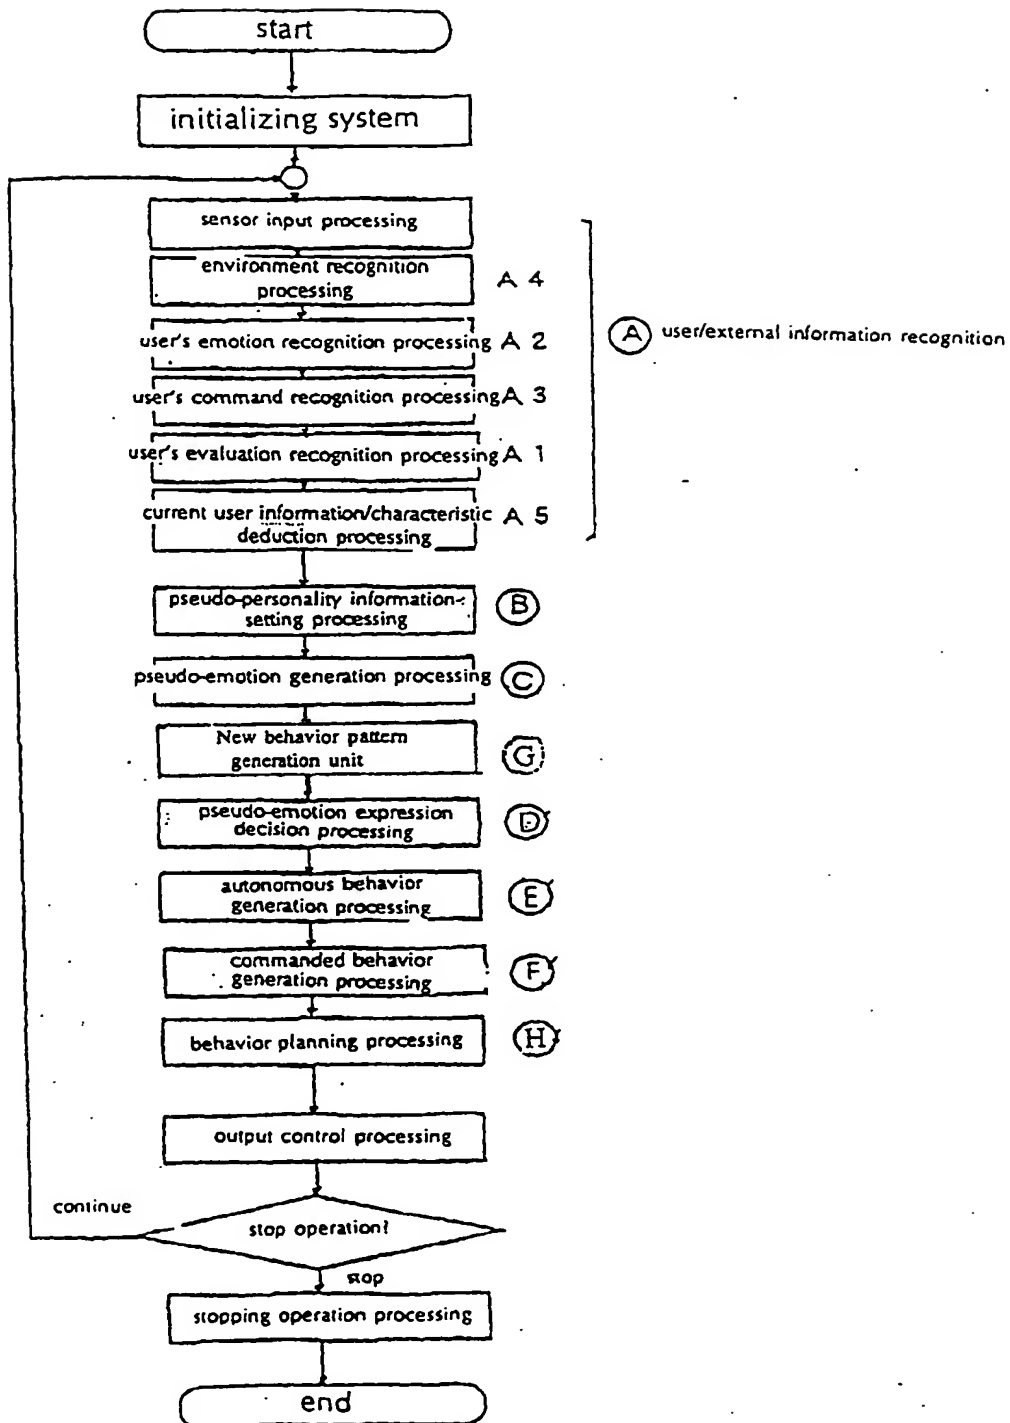 start
initializing system
sensor input processing
environment recognition
processing
A 4
user's emotion recognition processing A 2
A user/external information recognition
user's command recognition processing A 3
user's evaluation recognition processing A 1
current user information/characteristic
deduction processing
A 5
pseudo-personality information-
setting processing
B
pseudo-emotion generation processing
C
New behavior pattern
generation unit
G
pseudo-emotion expression
decision processing
D
autonomous behavior
generation processing
E
commanded behavior
generation processing
F
behavior planning processing
H
output control processing
continue
stop operation?
stop
stopping operation processing
end